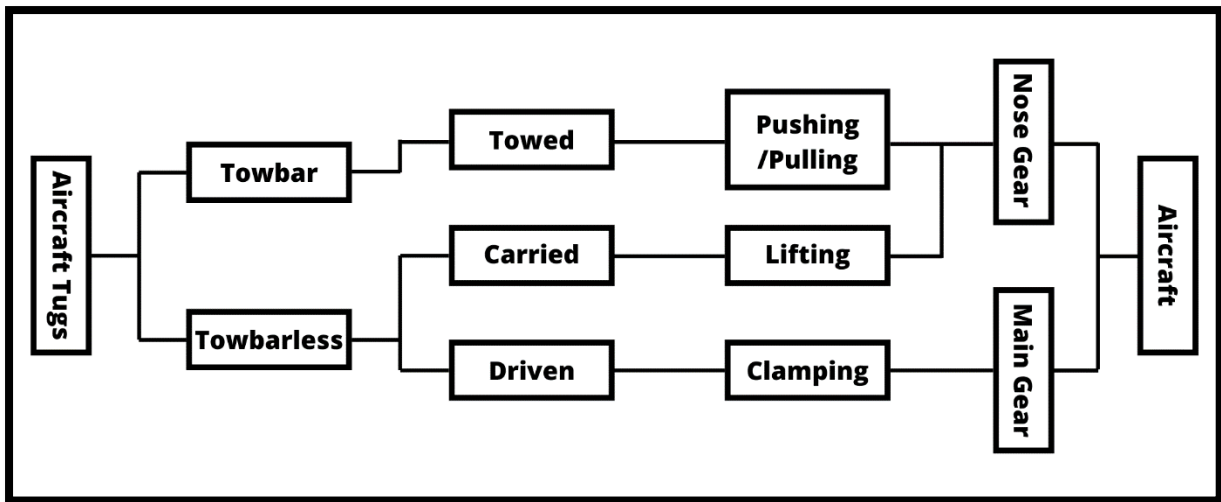 Aircraft Tugs
Towbar
Towbarless
Towed
Carried
Driven
Pushing
/Pulling
Lifting
Clamping
Nose Gear
Main Gear
Aircraft